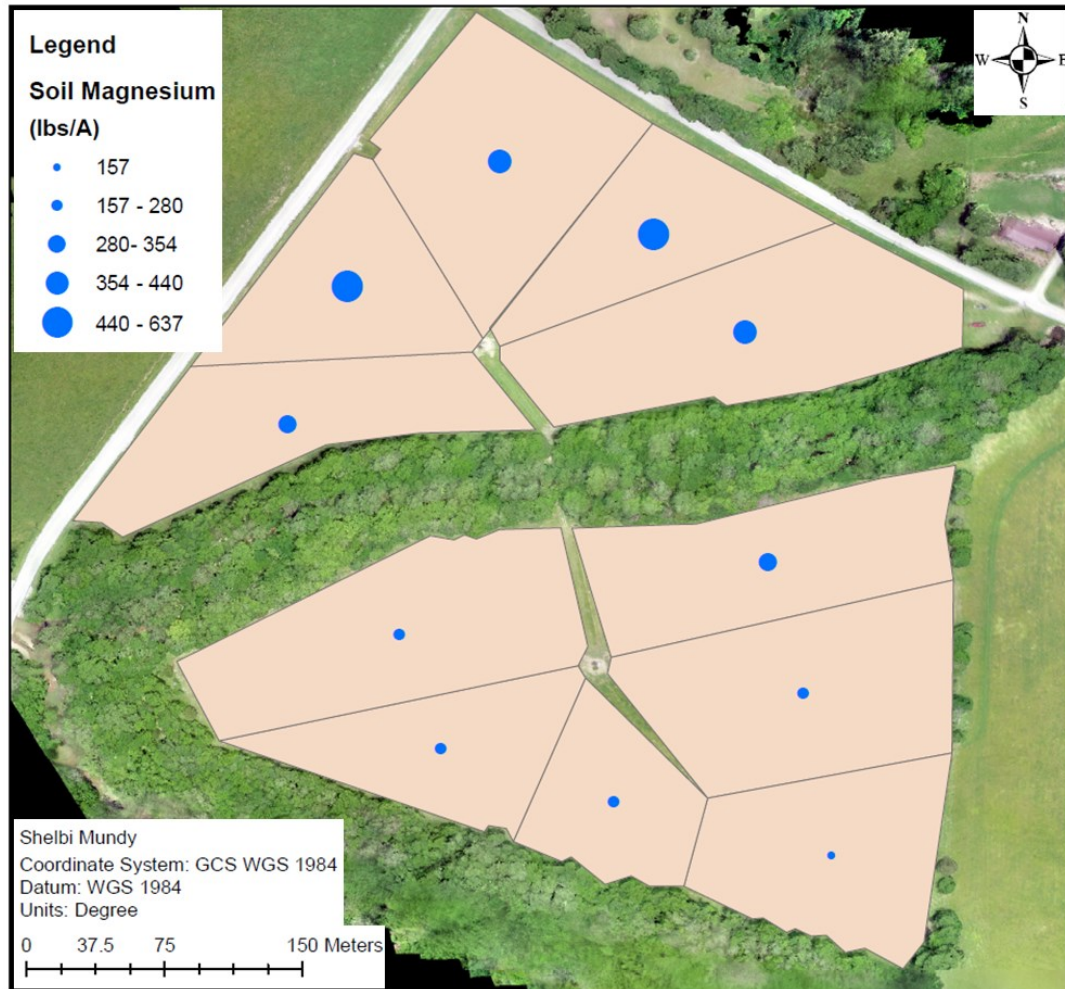 Legend
Soil Magnesium
(lbs/A)
157
157 - 280
280- 354
354 - 440
440 - 637
N
W E
S
Shelbi Mundy
Coordinate System: GCS WGS 1984
Datum: WGS 1984
Units: Degree
0 37.5 75 150 Meters